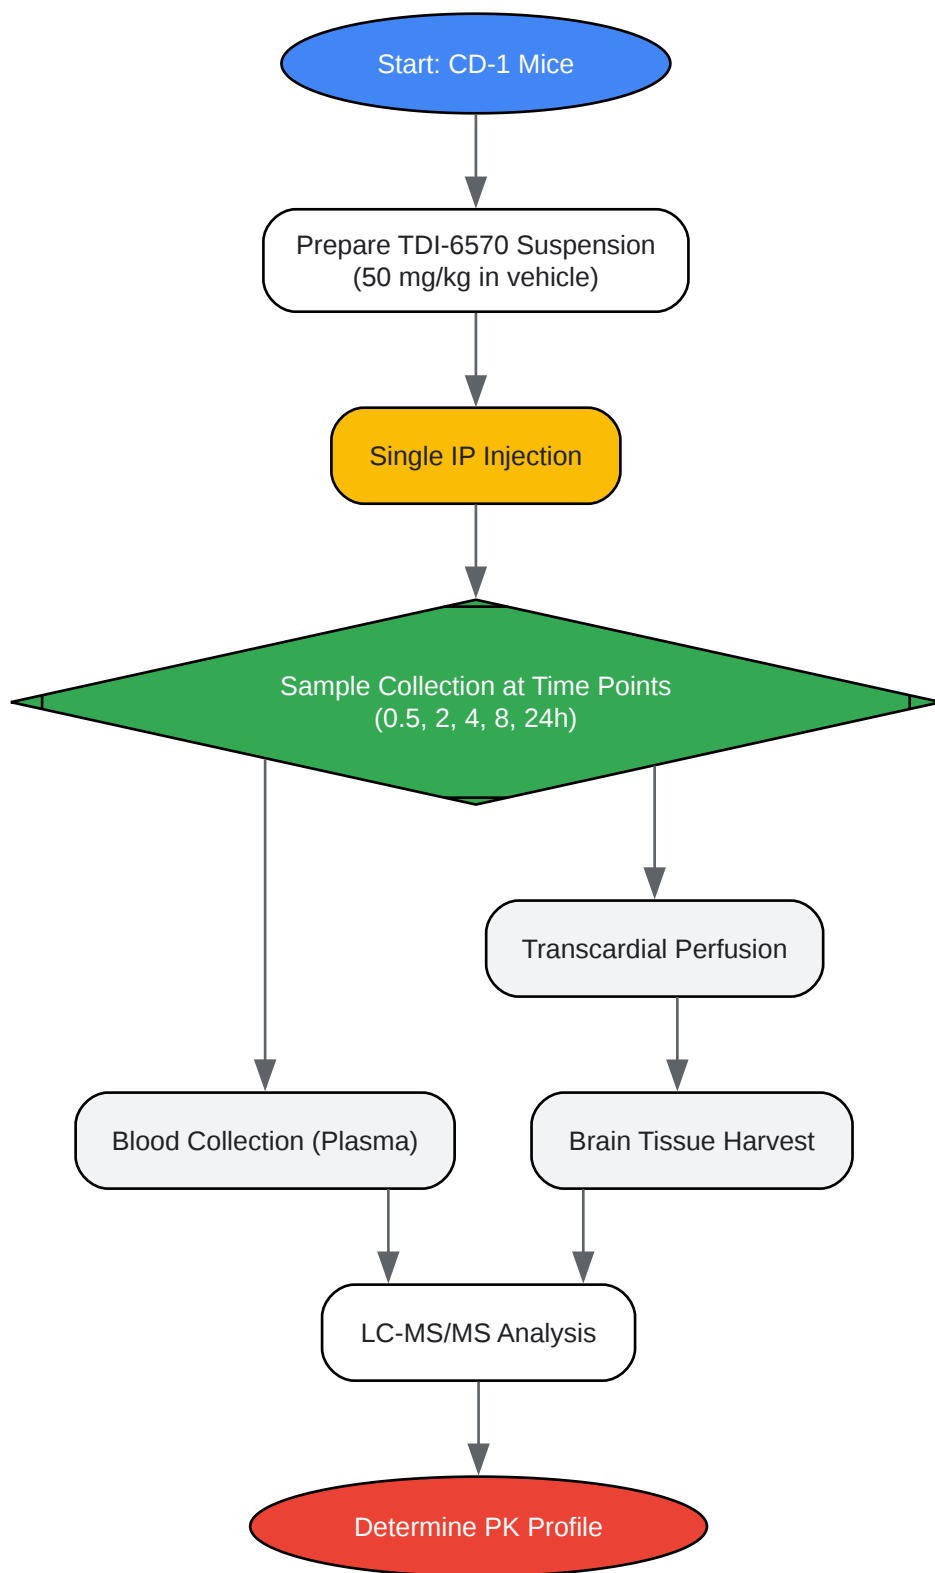 Start: CD-1 Mice
Prepare TDI-6570 Suspension
(50 mg/kg in vehicle)
Single IP Injection
Sample Collection at Time Points
(0.5, 2, 4, 8, 24h)
Transcardial Perfusion
Blood Collection (Plasma)
Brain Tissue Harvest
LC-MS/MS Analysis
Determine PK Profile